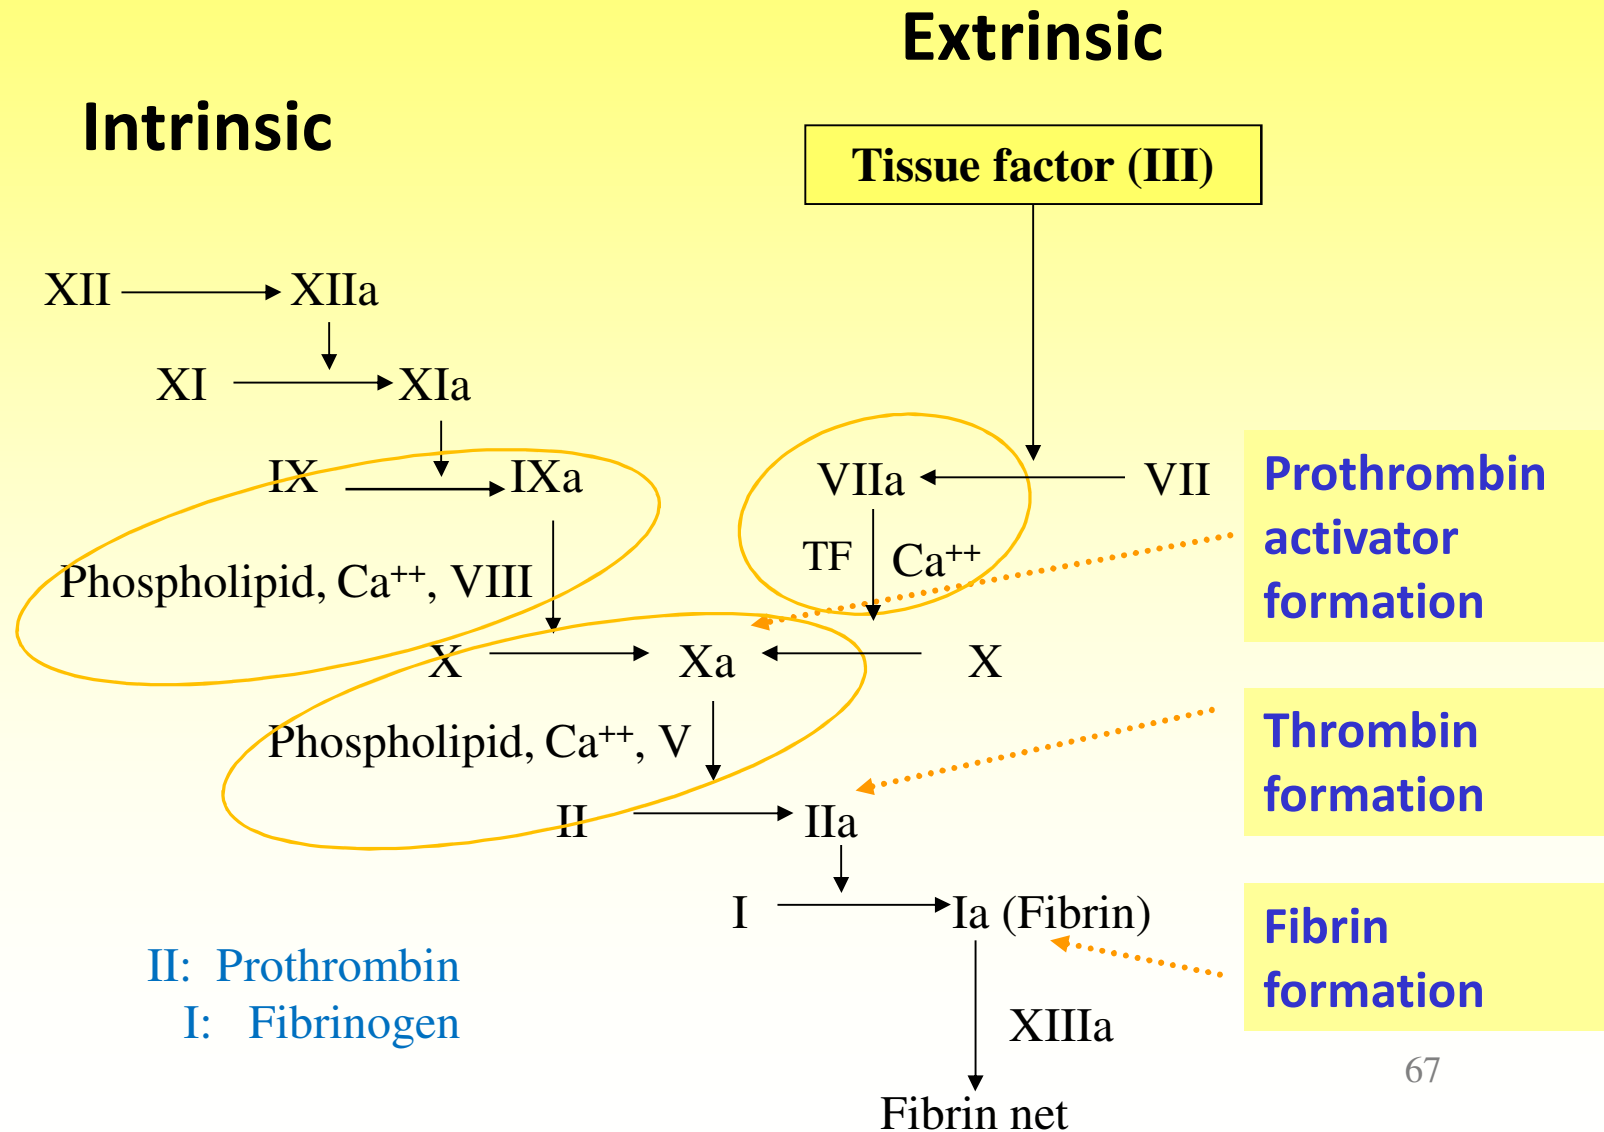 Extrinsic
Intrinsic
Tissue factor (III)
XII XIIa
XI XIa
IX IXa VIIa VII
Phospholipid, Ca⁺⁺, VIII TF Ca⁺⁺
X Xa X
Phospholipid, Ca⁺⁺, V
II IIa
I Ia (Fibrin)
XIIIa
Fibrin net
Prothrombin
activator
formation
Thrombin
formation
Fibrin
formation
II: Prothrombin
I: Fibrinogen
67